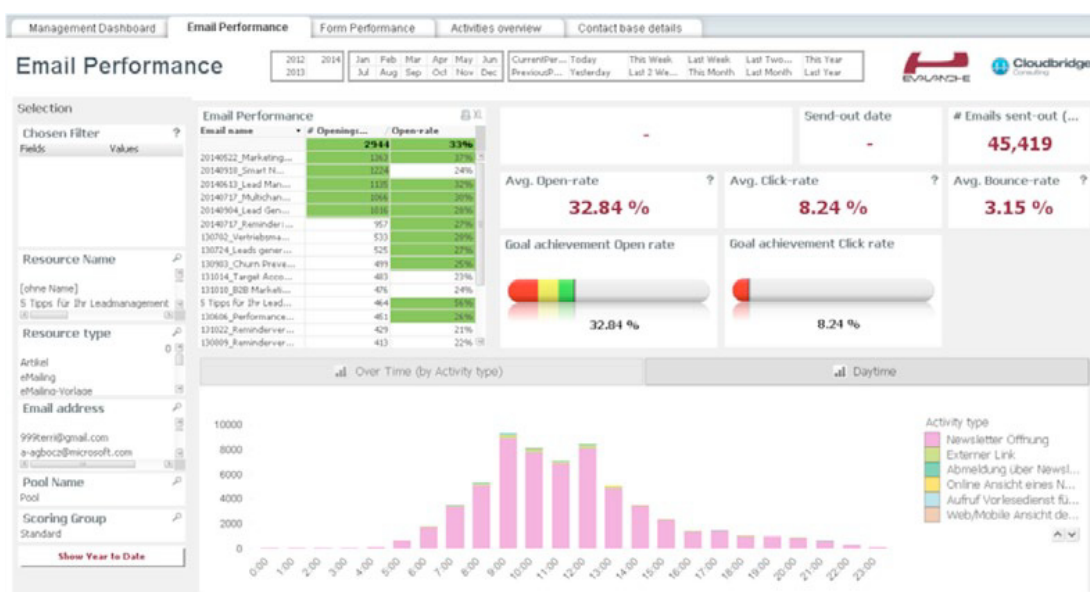 Management Dashboard
Email Performance
Form Performance
Activities overview
Contact base details
Email Performance
2012 2014
2013
Jan Feb Mar Apr May Jun
Jul Aug Sep Oct Nov Dec
CurrentPer... Today This Week Last Week Last Two... This Year
PreviousP... Yesterday Last 2 We... This Month Last Month Last Year
EVALANCHE
Cloudbridge
Consulting
Selection
Chosen Filter ?
Fields Values
Resource Name
[ohne Name]
5 Tipps für Ihr Leadmanagement
Resource type
0
Artikel
eMailing
eMailing-Vorlage
Email address
999terri@gmail.com
a-agbocz@microsoft.com
Pool Name
Pool
Scoring Group
Standard
Show Year to Date
Email Performance
Email name # Openings... Open-rate
2944 33%
20140522_Marketing... 1363 37%
20140918_Smart N... 1224 24%
20140613_Lead Man... 1135 32%
20140717_Multichan... 1066 30%
20140904_Lead Gen... 1016 28%
20140717_Reminder: ... 957 27%
130702_Vertriebsma... 533 28%
130724_Leads gener... 525 27%
130903_Churn Preve... 499 25%
131014_Target Acco... 483 23%
131010_B2B Marketi... 476 24%
5 Tipps für Ihr Lead... 464 56%
130606_Performance... 451 26%
131022_Reminderver... 429 21%
130009_Reminderver... 413 22%
-
Send-out date
-
# Emails sent-out (...
45,419
Avg. Open-rate ?
32.84 %
Avg. Click-rate ?
8.24 %
Avg. Bounce-rate ?
3.15 %
Goal achievement Open rate
32.84 %
Goal achievement Click rate
8.24 %
Over Time (by Activity type)
Daytime
10000
8000
6000
4000
2000
0
0:00 1:00 2:00 3:00 4:00 5:00 6:00 7:00 8:00 9:00 10:00 11:00 12:00 13:00 14:00 15:00 16:00 17:00 18:00 19:00 20:00 21:00 22:00 23:00
Activity type
Newsletter Öffnung
Externer Link
Abmeldung über Newsl...
Online Ansicht eines N...
Aufruf Vorlesedienst fü...
Web/Mobile Ansicht de...